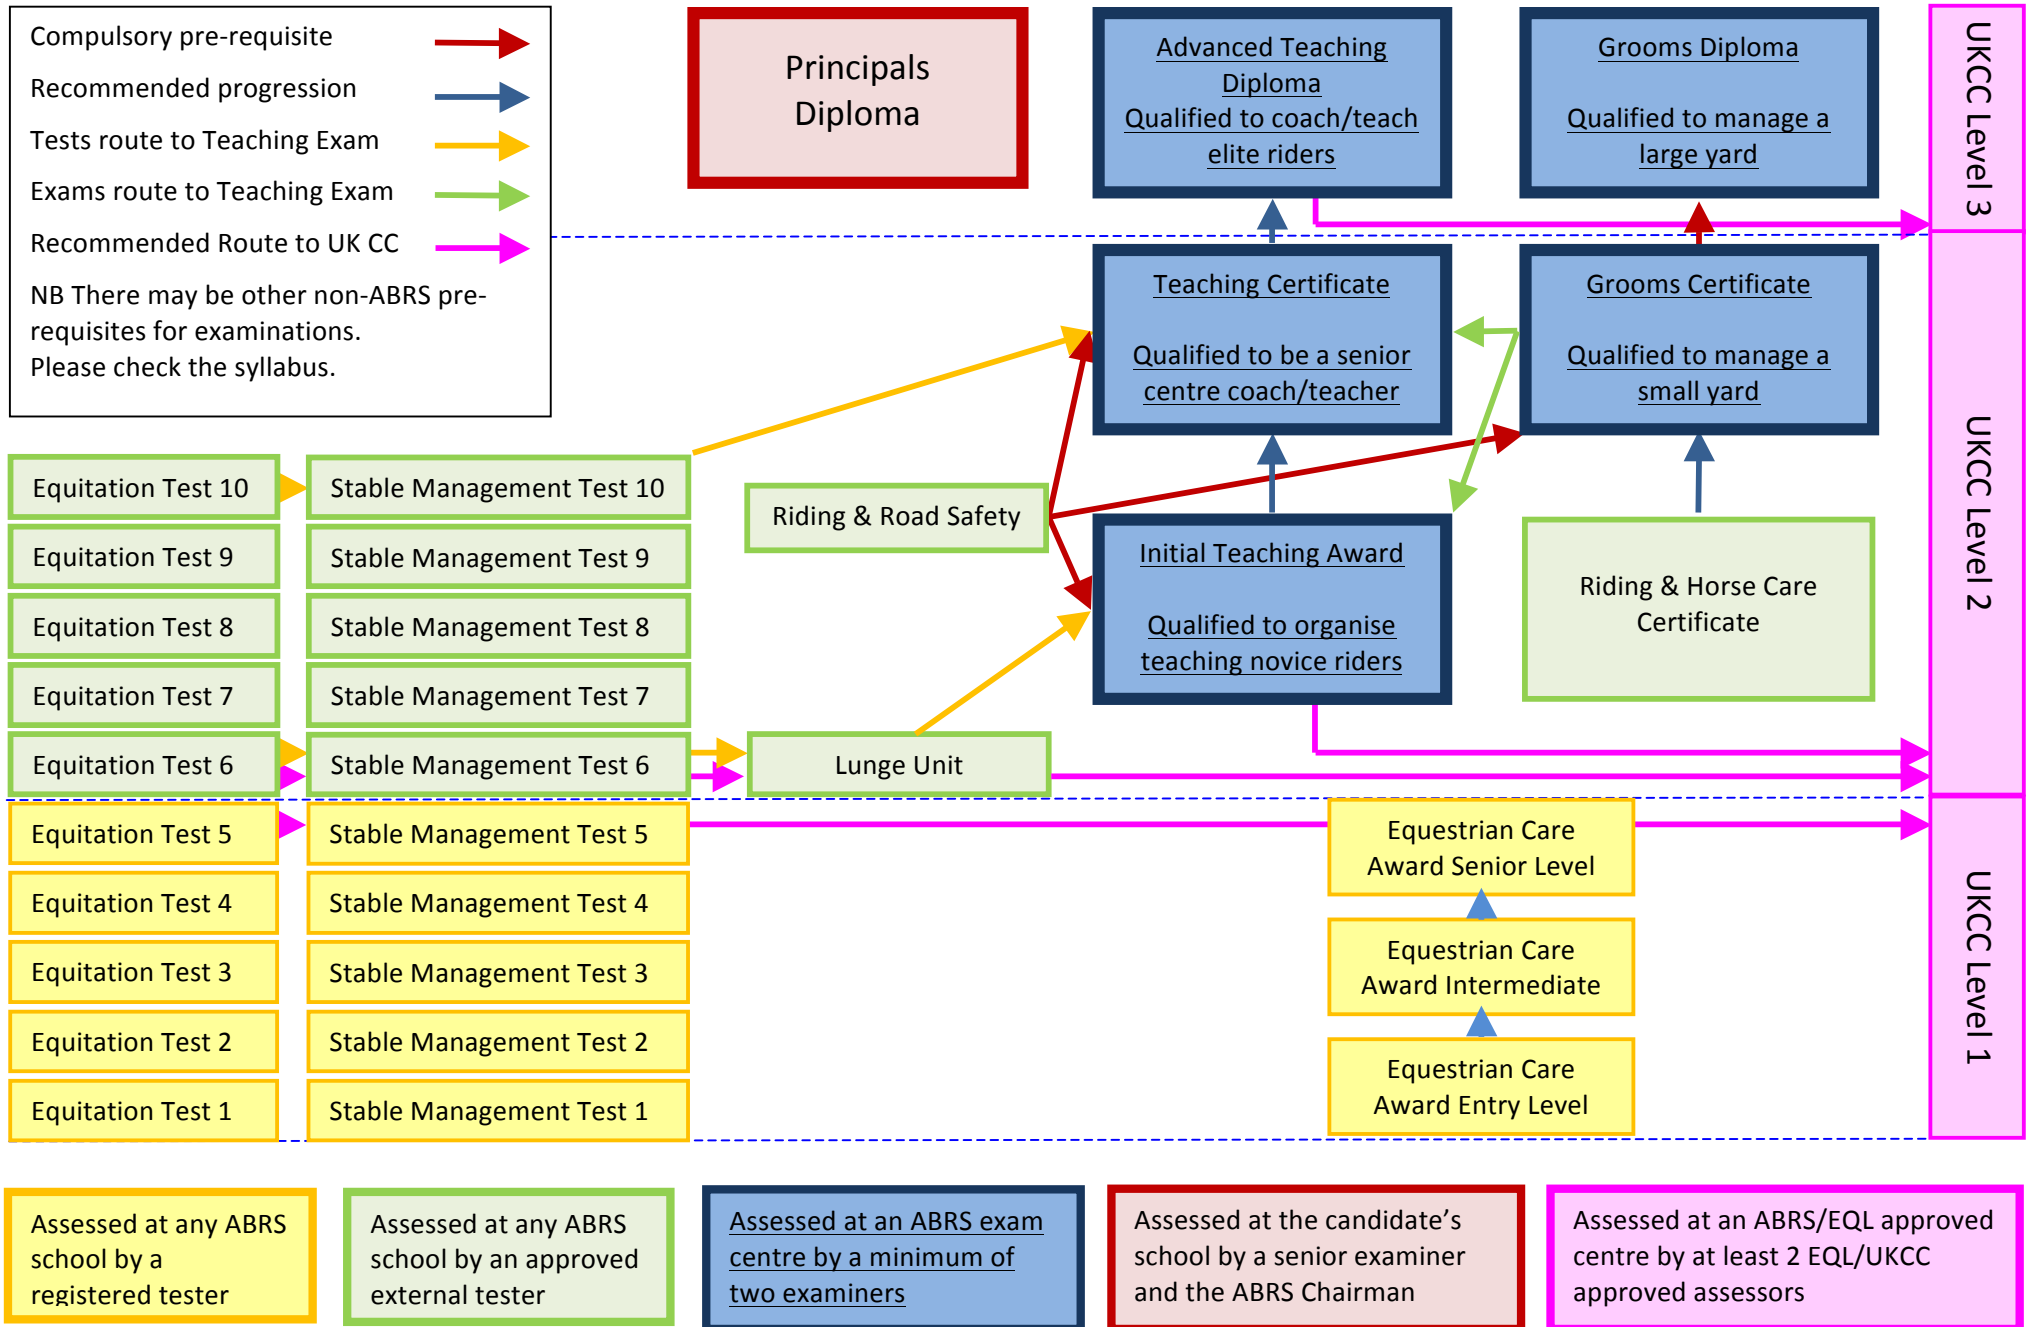 Compulsory pre-requisite
Recommended progression
Tests route to Teaching Exam
Exams route to Teaching Exam
Recommended Route to UK CC
NB There may be other non-ABRS pre-
requisites for examinations.
Please check the syllabus.
Principals
Diploma
Advanced Teaching
Diploma
Qualified to coach/teach
elite riders
Grooms Diploma
Qualified to manage a
large yard
UKCC Level 3
Teaching Certificate
Qualified to be a senior
centre coach/teacher
Grooms Certificate
Qualified to manage a
small yard
UKCC Level 2
Equitation Test 10
Stable Management Test 10
Equitation Test 9
Stable Management Test 9
Equitation Test 8
Stable Management Test 8
Equitation Test 7
Stable Management Test 7
Equitation Test 6
Stable Management Test 6
Riding & Road Safety
Lunge Unit
Initial Teaching Award
Qualified to organise
teaching novice riders
Riding & Horse Care
Certificate
Equitation Test 5
Stable Management Test 5
Equitation Test 4
Stable Management Test 4
Equitation Test 3
Stable Management Test 3
Equitation Test 2
Stable Management Test 2
Equitation Test 1
Stable Management Test 1
Equestrian Care
Award Senior Level
Equestrian Care
Award Intermediate
Equestrian Care
Award Entry Level
UKCC Level 1
Assessed at any ABRS
school by a
registered tester
Assessed at any ABRS
school by an approved
external tester
Assessed at an ABRS exam
centre by a minimum of
two examiners
Assessed at the candidate’s
school by a senior examiner
and the ABRS Chairman
Assessed at an ABRS/EQL approved
centre by at least 2 EQL/UKCC
approved assessors